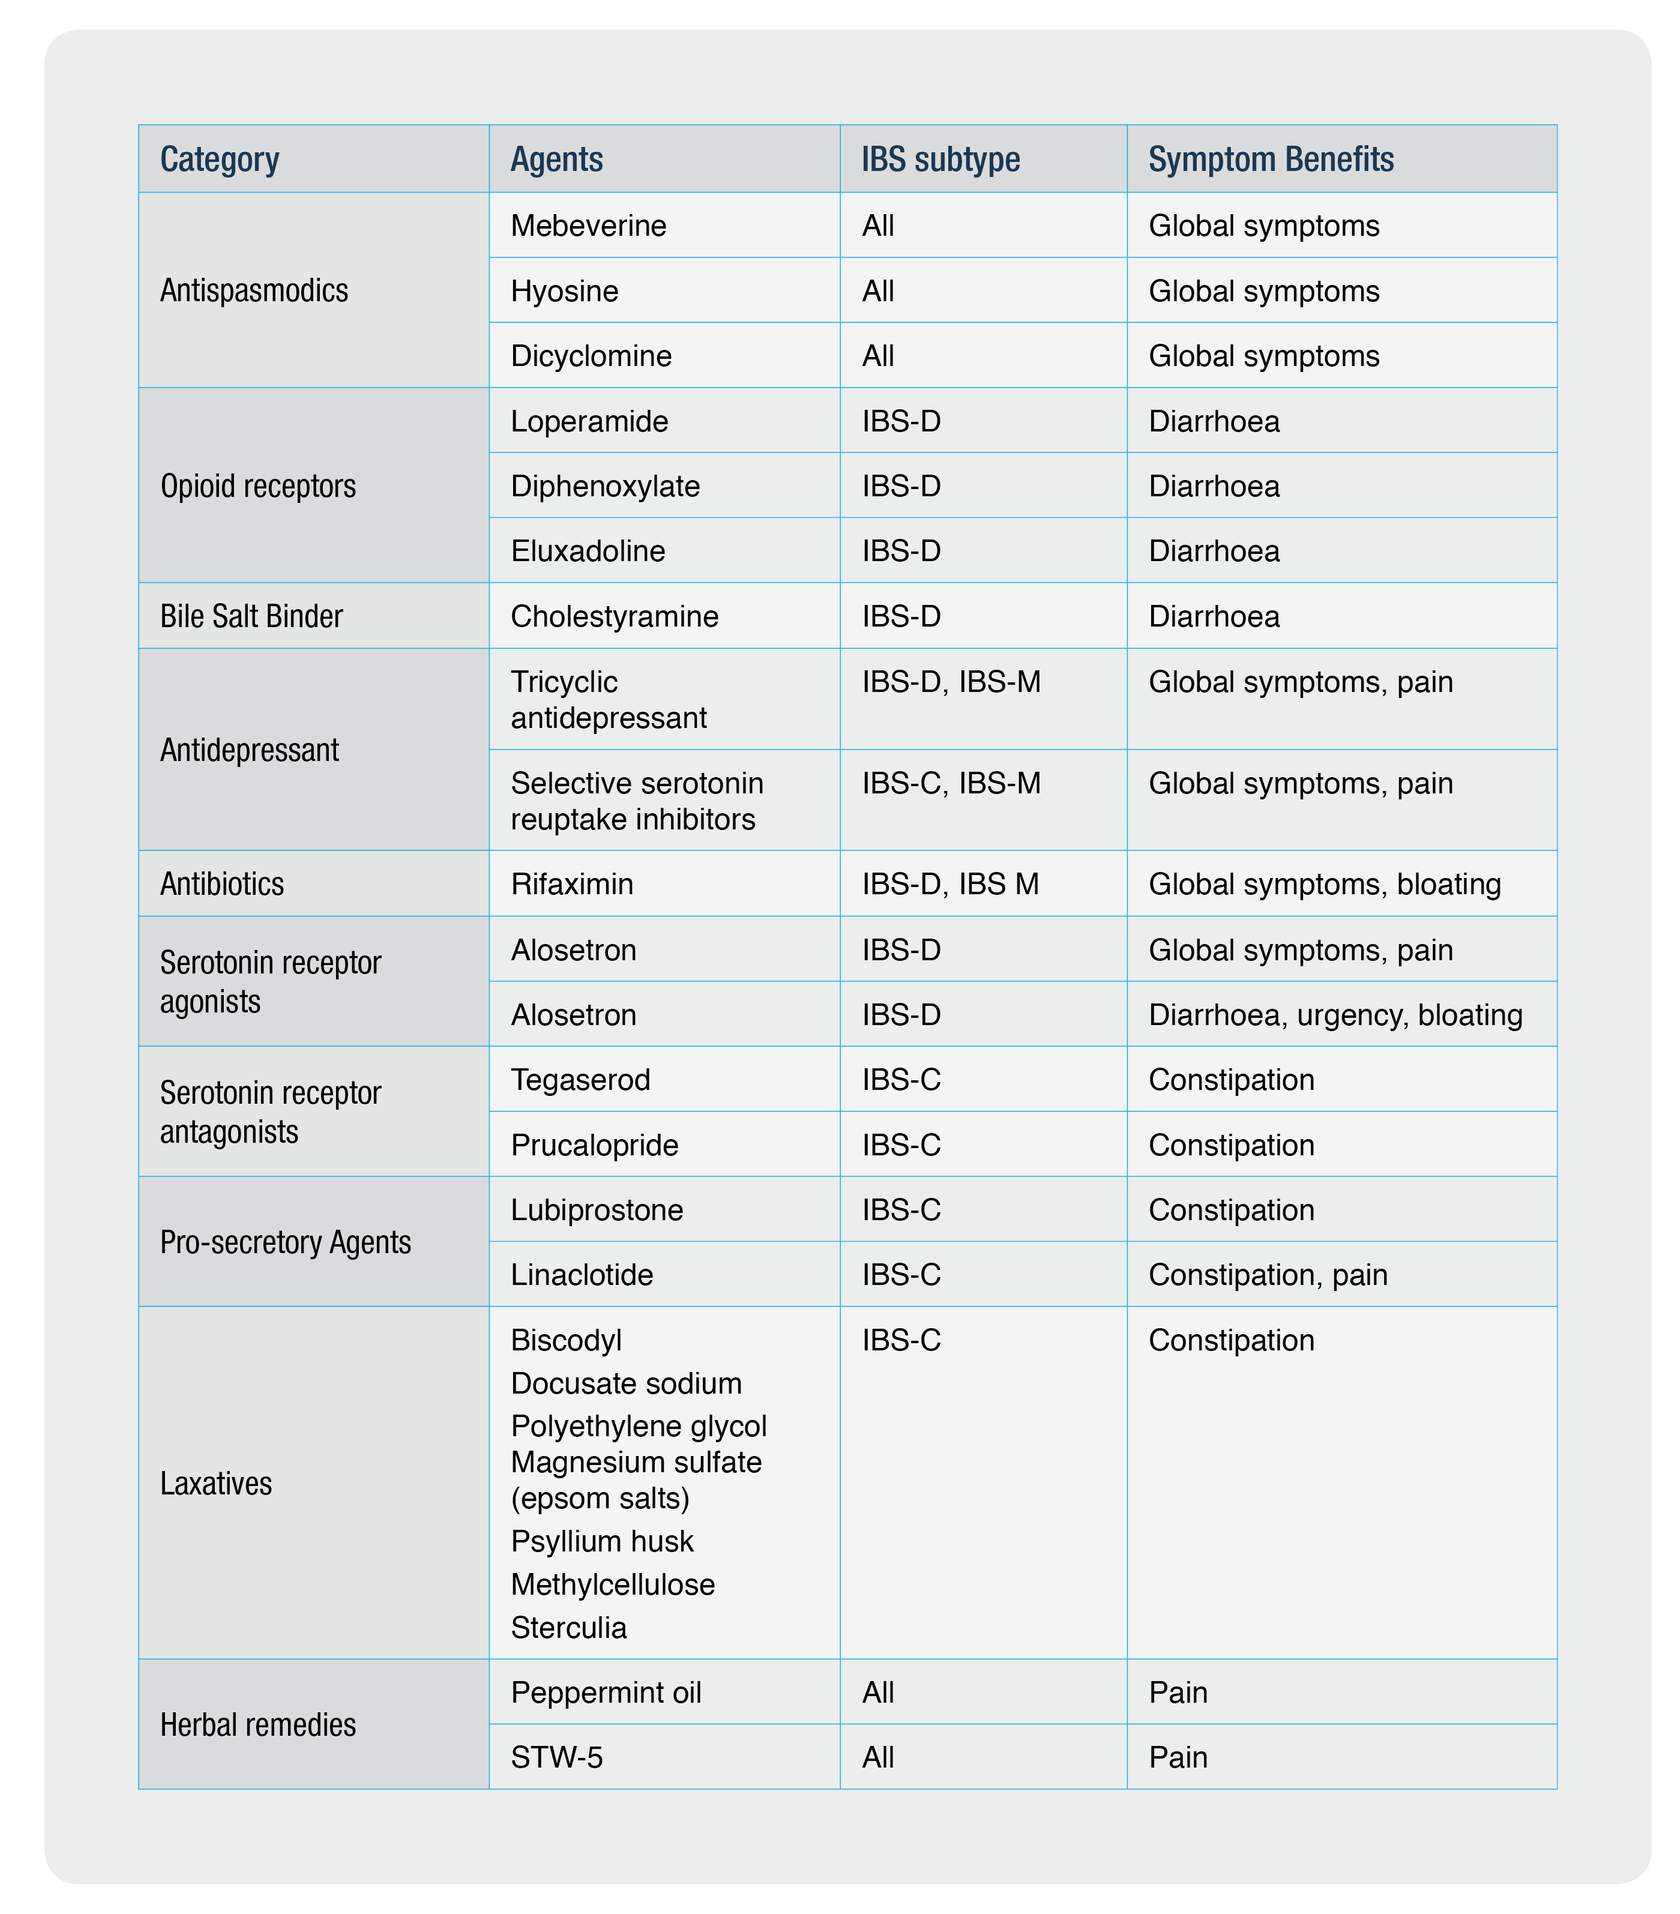 Category Agents IBS subtype Symptom Benefits
Antispasmodics
Mebeverine All Global symptoms
Hyosine All Global symptoms
Dicyclomine All Global symptoms
Opioid receptors
Loperamide IBS-D Diarrhoea
Diphenoxylate IBS-D Diarrhoea
Eluxadoline IBS-D Diarrhoea
Bile Salt Binder Cholestyramine IBS-D Diarrhoea
Antidepressant
Tricyclic IBS-D, IBS-M Global symptoms, pain
antidepressant
Selective serotonin IBS-C, IBS-M Global symptoms, pain
reuptake inhibitors
Antibiotics Rifaximin IBS-D, IBS M Global symptoms, bloating
Serotonin receptor
agonists
Alosetron IBS-D Global symptoms, pain
Alosetron IBS-D Diarrhoea, urgency, bloating
Serotonin receptor
antagonists
Tegaserod IBS-C Constipation
Prucalopride IBS-C Constipation
Pro-secretory Agents
Lubiprostone IBS-C Constipation
Linaclotide IBS-C Constipation, pain
Laxatives
Biscodyl IBS-C Constipation
Docusate sodium
Polyethylene glycol
Magnesium sulfate
(epsom salts)
Psyllium husk
Methylcellulose
Sterculia
Herbal remedies
Peppermint oil All Pain
STW-5 All Pain